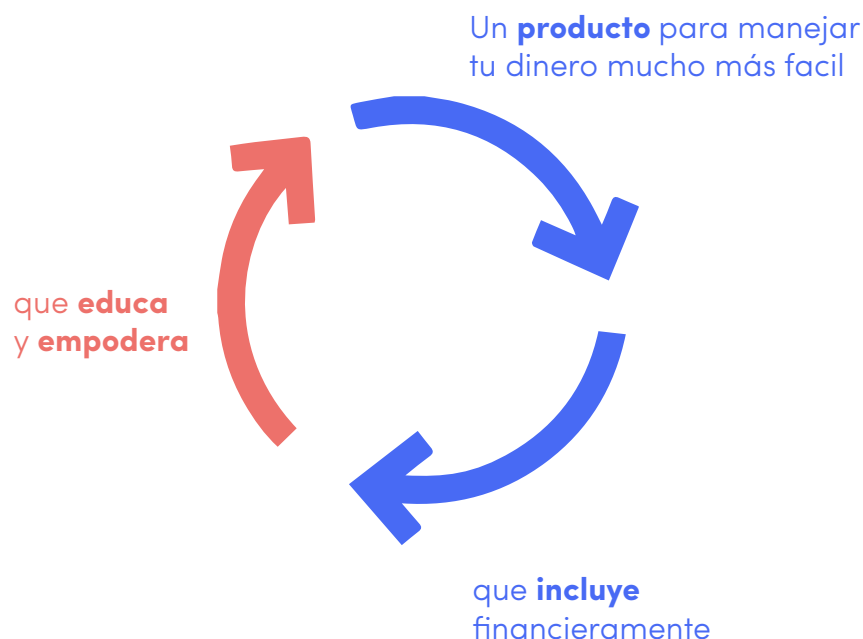 Un producto para manejar
tu dinero mucho más facil
que incluye
financieramente
que educa
y empodera